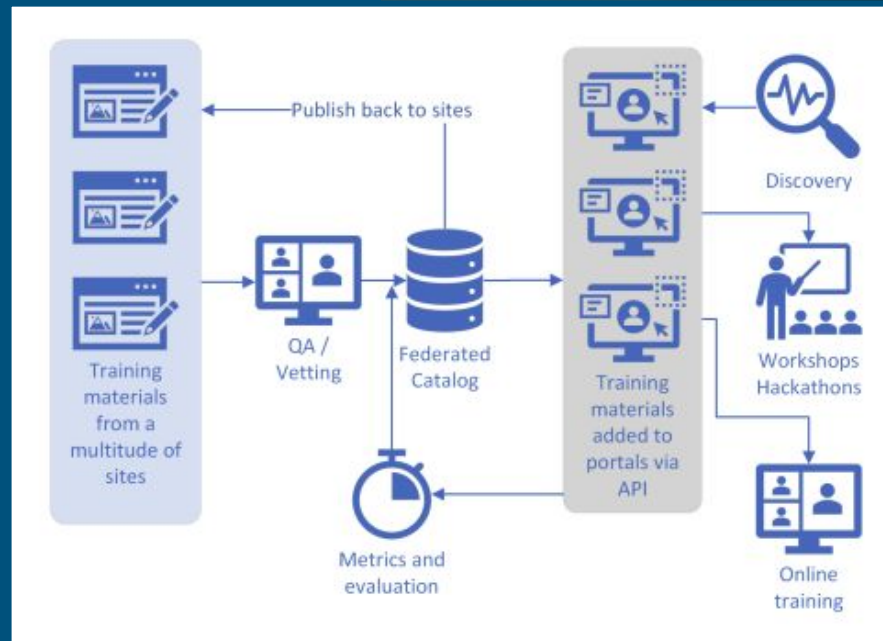 Publish back to sites
Discovery
QA /
Vetting
Federated
Catalog
Training
materials
from a
multitude of
sites
Training
materials
added to
portals via
API
Workshops
Hackathons
Metrics and
evaluation
Online
training